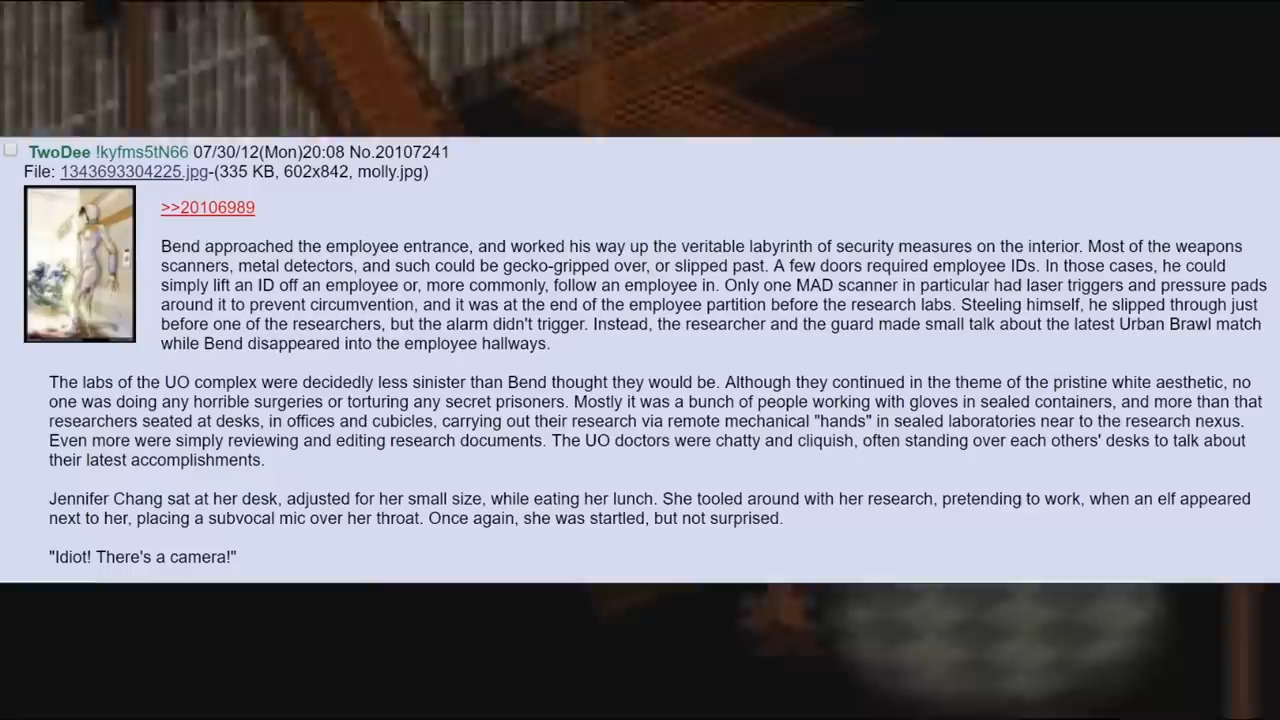 TwoDee !kyfms5tN66 07/30/12(Mon)20:08 No.20107241
File: 1343693304225.jpg-(335 KB, 602x842, molly.jpg)
>>20106989
Bend approached the employee entrance, and worked his way up the veritable labyrinth of security measures on the interior. Most of the weapons
scanners, metal detectors, and such could be gecko-gripped over, or slipped past. A few doors required employee IDs. In those cases, he could
simply lift an ID off an employee or, more commonly, follow an employee in. Only one MAD scanner in particular had laser triggers and pressure pads
around it to prevent circumvention, and it was at the end of the employee partition before the research labs. Steeling himself, he slipped through just
before one of the researchers, but the alarm didn't trigger. Instead, the researcher and the guard made small talk about the latest Urban Brawl match
while Bend disappeared into the employee hallways.
The labs of the UO complex were decidedly less sinister than Bend thought they would be. Although they continued in the theme of the pristine white aesthetic, no
one was doing any horrible surgeries or torturing any secret prisoners. Mostly it was a bunch of people working with gloves in sealed containers, and more than that
researchers seated at desks, in offices and cubicles, carrying out their research via remote mechanical "hands" in sealed laboratories near to the research nexus.
Even more were simply reviewing and editing research documents. The UO doctors were chatty and cliquish, often standing over each others' desks to talk about
their latest accomplishments.
Jennifer Chang sat at her desk, adjusted for her small size, while eating her lunch. She tooled around with her research, pretending to work, when an elf appeared
next to her, placing a subvocal mic over her throat. Once again, she was startled, but not surprised.
"Idiot! There's a camera!"